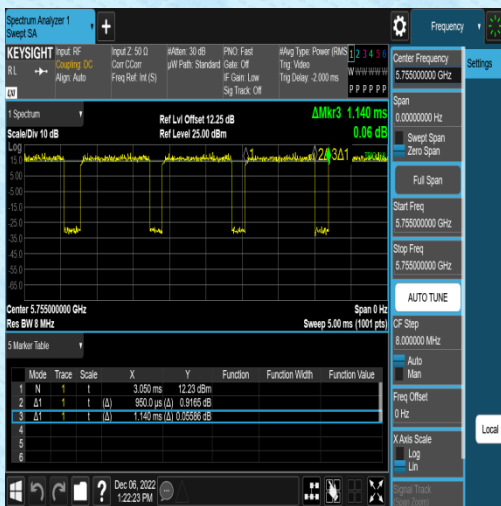 Spectrum Analyzer 1
Swept SA
+
Frequency
KEYSIGHT
RL
LXI
Input: RF
Coupling: DC
Align: Auto
Input Z: 50 Ω
Corr CCorr
Freq Ref: Int (S)
#Atten: 30 dB
µW Path: Standard
PNO: Fast
Gate: Off
IF Gain: Low
Sig Track: Off
#Avg Type: Power (RMS
Trig: Video
Trig Delay: -2.000 ms
1 2 3 4 5 6
W W W W W W
P P P P P P
Center Frequency
5.755000000 GHz
Settings
Span
0.00000000 Hz
Swept Span
Zero Span
Full Span
Start Freq
5.755000000 GHz
Stop Freq
5.755000000 GHz
AUTO TUNE
CF Step
8.000000 MHz
Auto
Man
Freq Offset
0 Hz
X Axis Scale
Log
Lin
Signal Track
(Span Zoom)
Local
1 Spectrum
Scale/Div 10 dB
Log
Ref Lvl Offset 12.25 dB
Ref Level 25.00 dBm
ΔMkr3 1.140 ms
0.06 dB
15.0
5.00
-5.00
-15.0
-25.0
-35.0
-45.0
-55.0
-65.0
Center 5.755000000 GHz
Res BW 8 MHz
Span 0 Hz
Sweep 5.00 ms (1001 pts)
5 Marker Table
Mode Trace Scale X Y Function Function Width Function Value
1 N 1 t 3.050 ms 12.23 dBm
2 Δ1 1 t (Δ) 950.0 µs (Δ) 0.9165 dB
3 Δ1 1 t (Δ) 1.140 ms (Δ) 0.05586 dB
4
5
6
?
Dec 06, 2022
1:22:23 PM